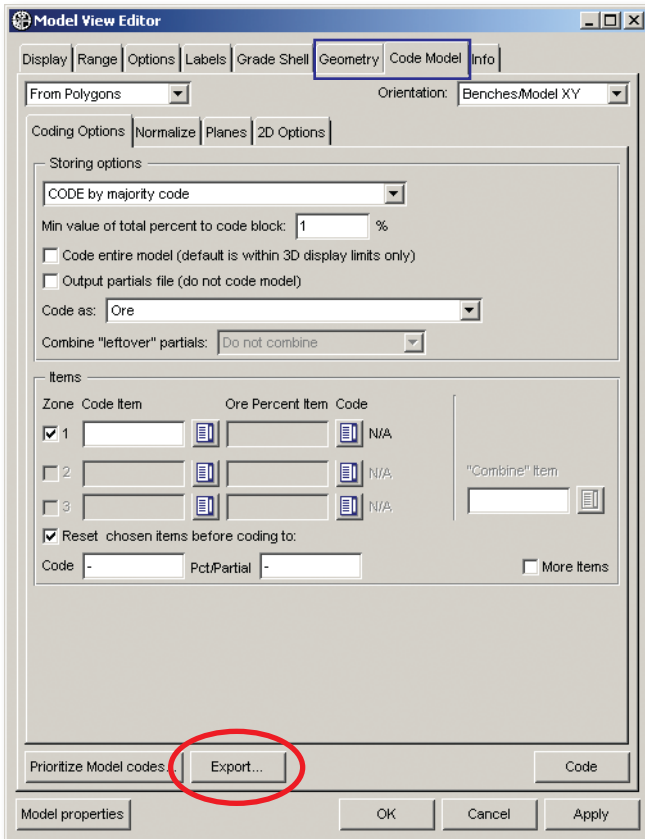 Model View Editor
Display Range Options Labels Grade Shell Geometry Code Model Info
From Polygons Orientation: Benches/Model XY
Coding Options Normalize Planes 2D Options
Storing options
CODE by majority code
Min value of total percent to code block: 1 %
Code entire model (default is within 3D display limits only)
Output partials file (do not code model)
Code as: Ore
Combine "leftover" partials: Do not combine
Items
Zone Code Item Ore Percent Item Code
1 N/A
2 N/A "Combine" Item
3 N/A
Reset chosen items before coding to:
Code - Pct/Partial - More Items
Prioritize Model codes... Export... Code
Model properties OK Cancel Apply